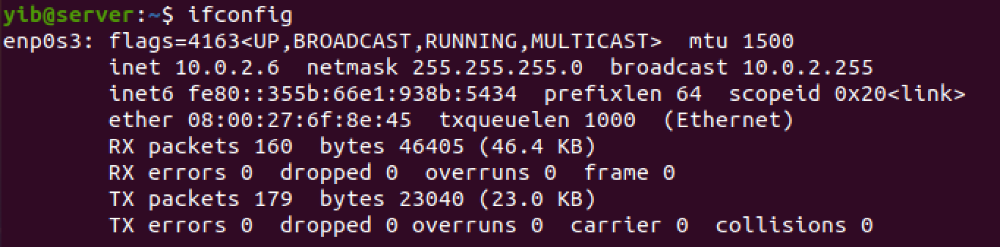 yib@server:~$ ifconfig
enp0s3: flags=4163<UP,BROADCAST,RUNNING,MULTICAST>  mtu 1500
        inet 10.0.2.6  netmask 255.255.255.0  broadcast 10.0.2.255
        inet6 fe80::355b:66e1:938b:5434  prefixlen 64  scopeid 0x20<link>
        ether 08:00:27:6f:8e:45  txqueuelen 1000  (Ethernet)
        RX packets 160  bytes 46405 (46.4 KB)
        RX errors 0  dropped 0  overruns 0  frame 0
        TX packets 179  bytes 23040 (23.0 KB)
        TX errors 0  dropped 0 overruns 0  carrier 0  collisions 0